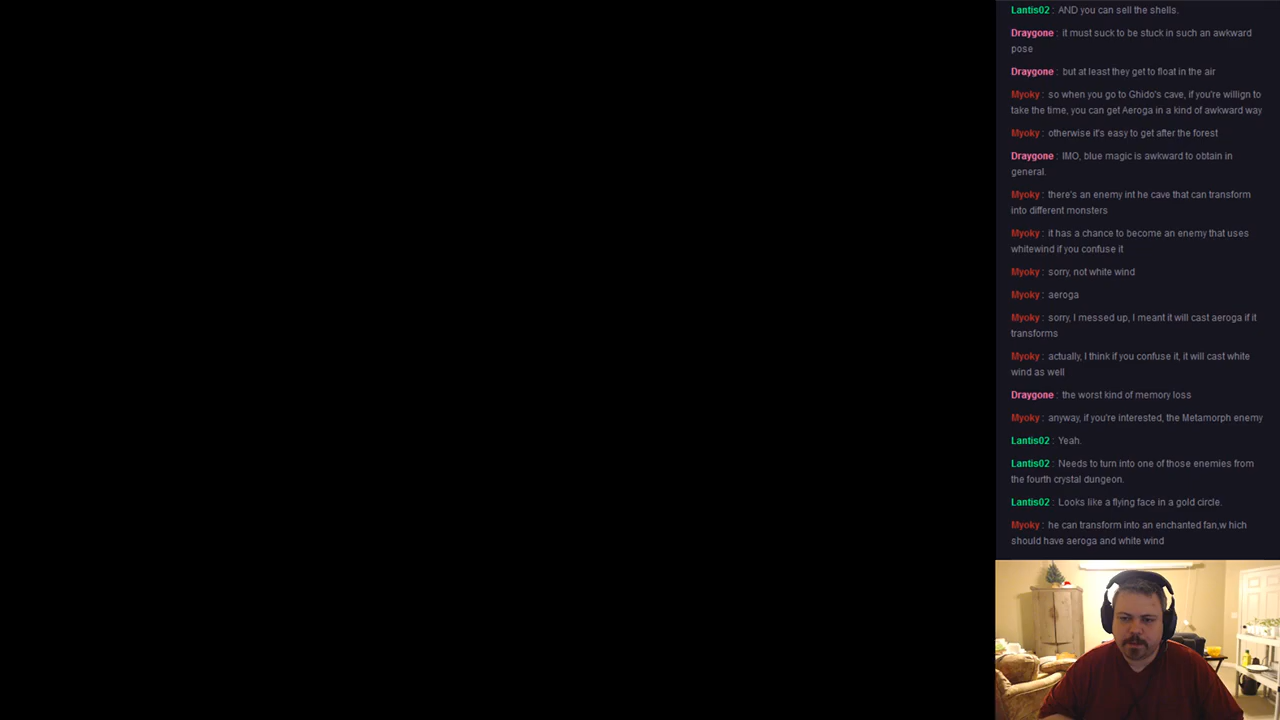 Lantis02 : AND you can sell the shells.
Draygone : it must suck to be stuck in such an awkward
pose
Draygone : but at least they get to float in the air
Myoky : so when you go to Ghido's cave, if you're willign to
take the time, you can get Aeroga in a kind of awkward way
Myoky : otherwise it's easy to get after the forest
Draygone : IMO, blue magic is awkward to obtain in
general.
Myoky : there's an enemy int he cave that can transform
into different monsters
Myoky : it has a chance to become an enemy that uses
whitewind if you confuse it
Myoky : sorry, not white wind
Myoky : aeroga
Myoky : sorry, I messed up, I meant it will cast aeroga if it
transforms
Myoky : actually, I think if you confuse it, it will cast white
wind as well
Draygone : the worst kind of memory loss
Myoky : anyway, if you're interested, the Metamorph enemy
Lantis02 : Yeah.
Lantis02 : Needs to turn into one of those enemies from
the fourth crystal dungeon.
Lantis02 : Looks like a flying face in a gold circle.
Myoky : he can transform into an enchanted fan,w hich
should have aeroga and white wind